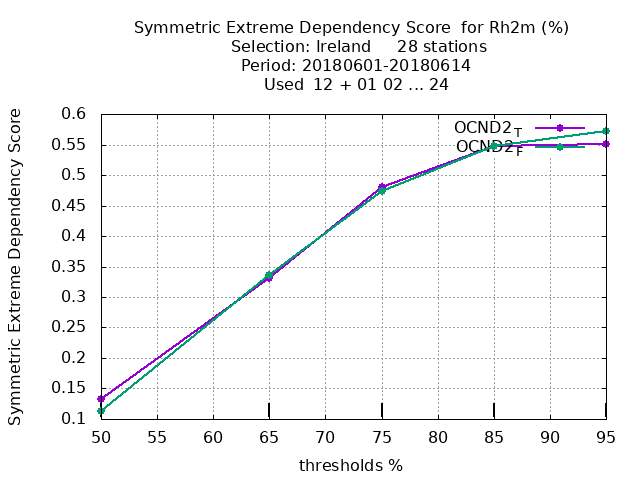 Symmetric Extreme Dependency Score for Rh2m (%)
Selection: Ireland 28 stations
Period: 20180601-20180614
Used 12 + 01 02 ... 24
Symmetric Extreme Dependency Score
0.6
0.55
0.5
0.45
0.4
0.35
0.3
0.25
0.2
0.15
0.1
OCND2T
OCND2F
50 55 60 65 70 75 80 85 90 95
thresholds %